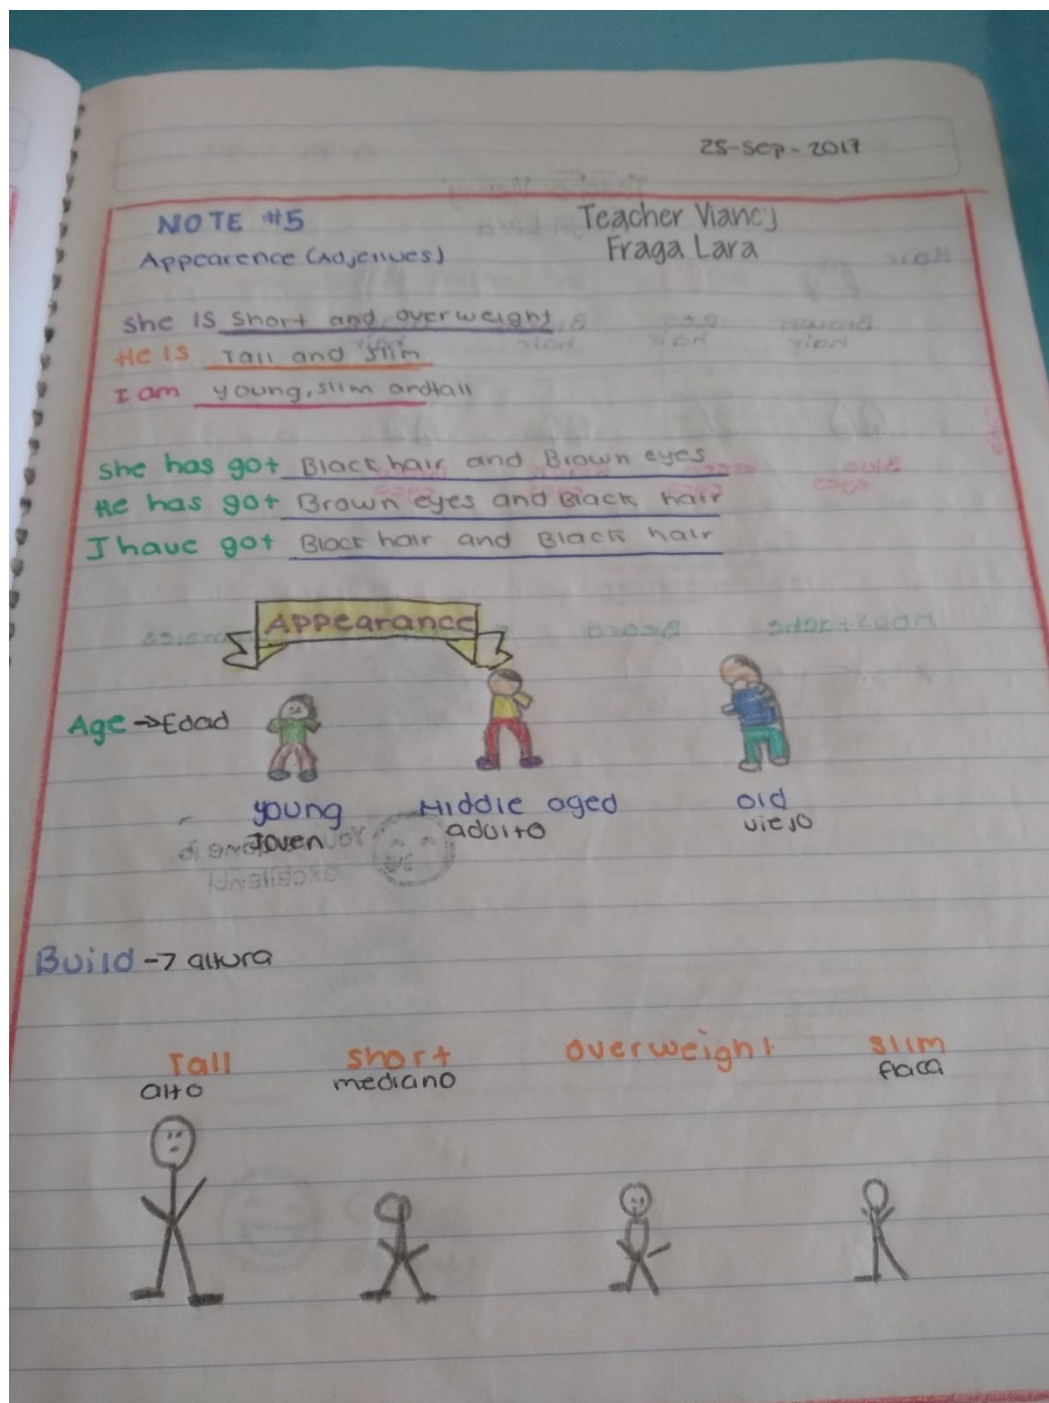 25-sep-2017
NOTE #5
Teacher Viancy
Fraga Lara
Appearence (Adjetives)
she IS short and overweight
He is Tall and slim
I am young, slim and tall
she has got Black hair and Brown eyes
He has got Brown eyes and Black hair
I have got Black hair and Black hair
Appearance
Age → Edad
young Middle aged old
Joven adulto viejo
Build → altura
Tall short overweight slim
alto mediano flaca